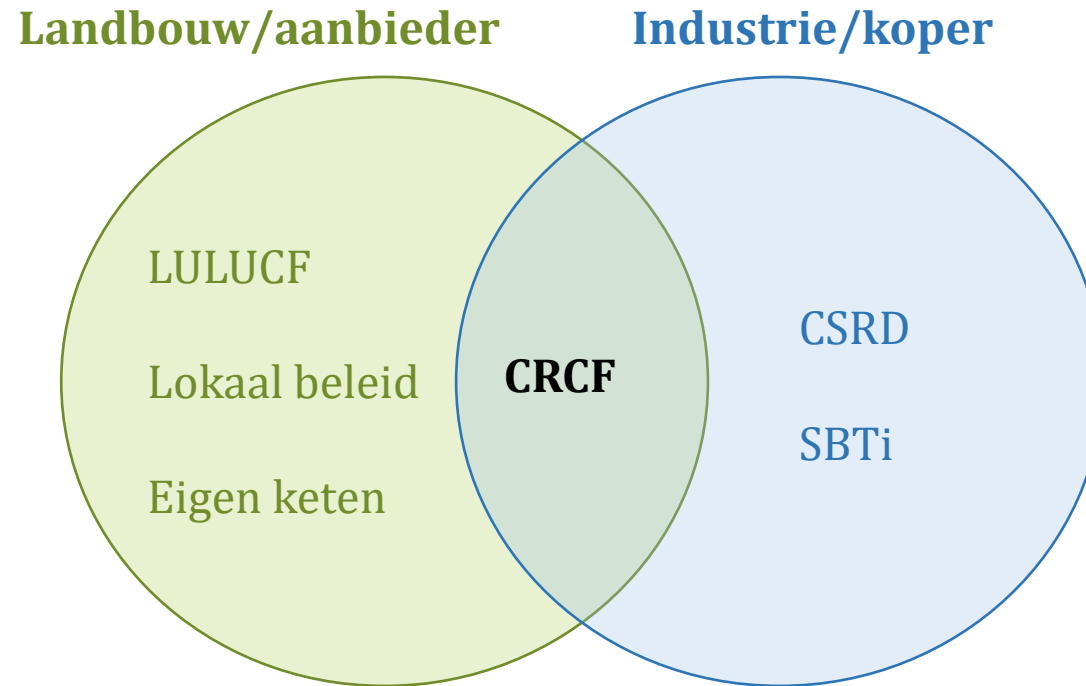 Landbouw/aanbieder
Industrie/koper
LULUCF
Lokaal beleid
Eigen keten
CRCF
CSRD
SBTi